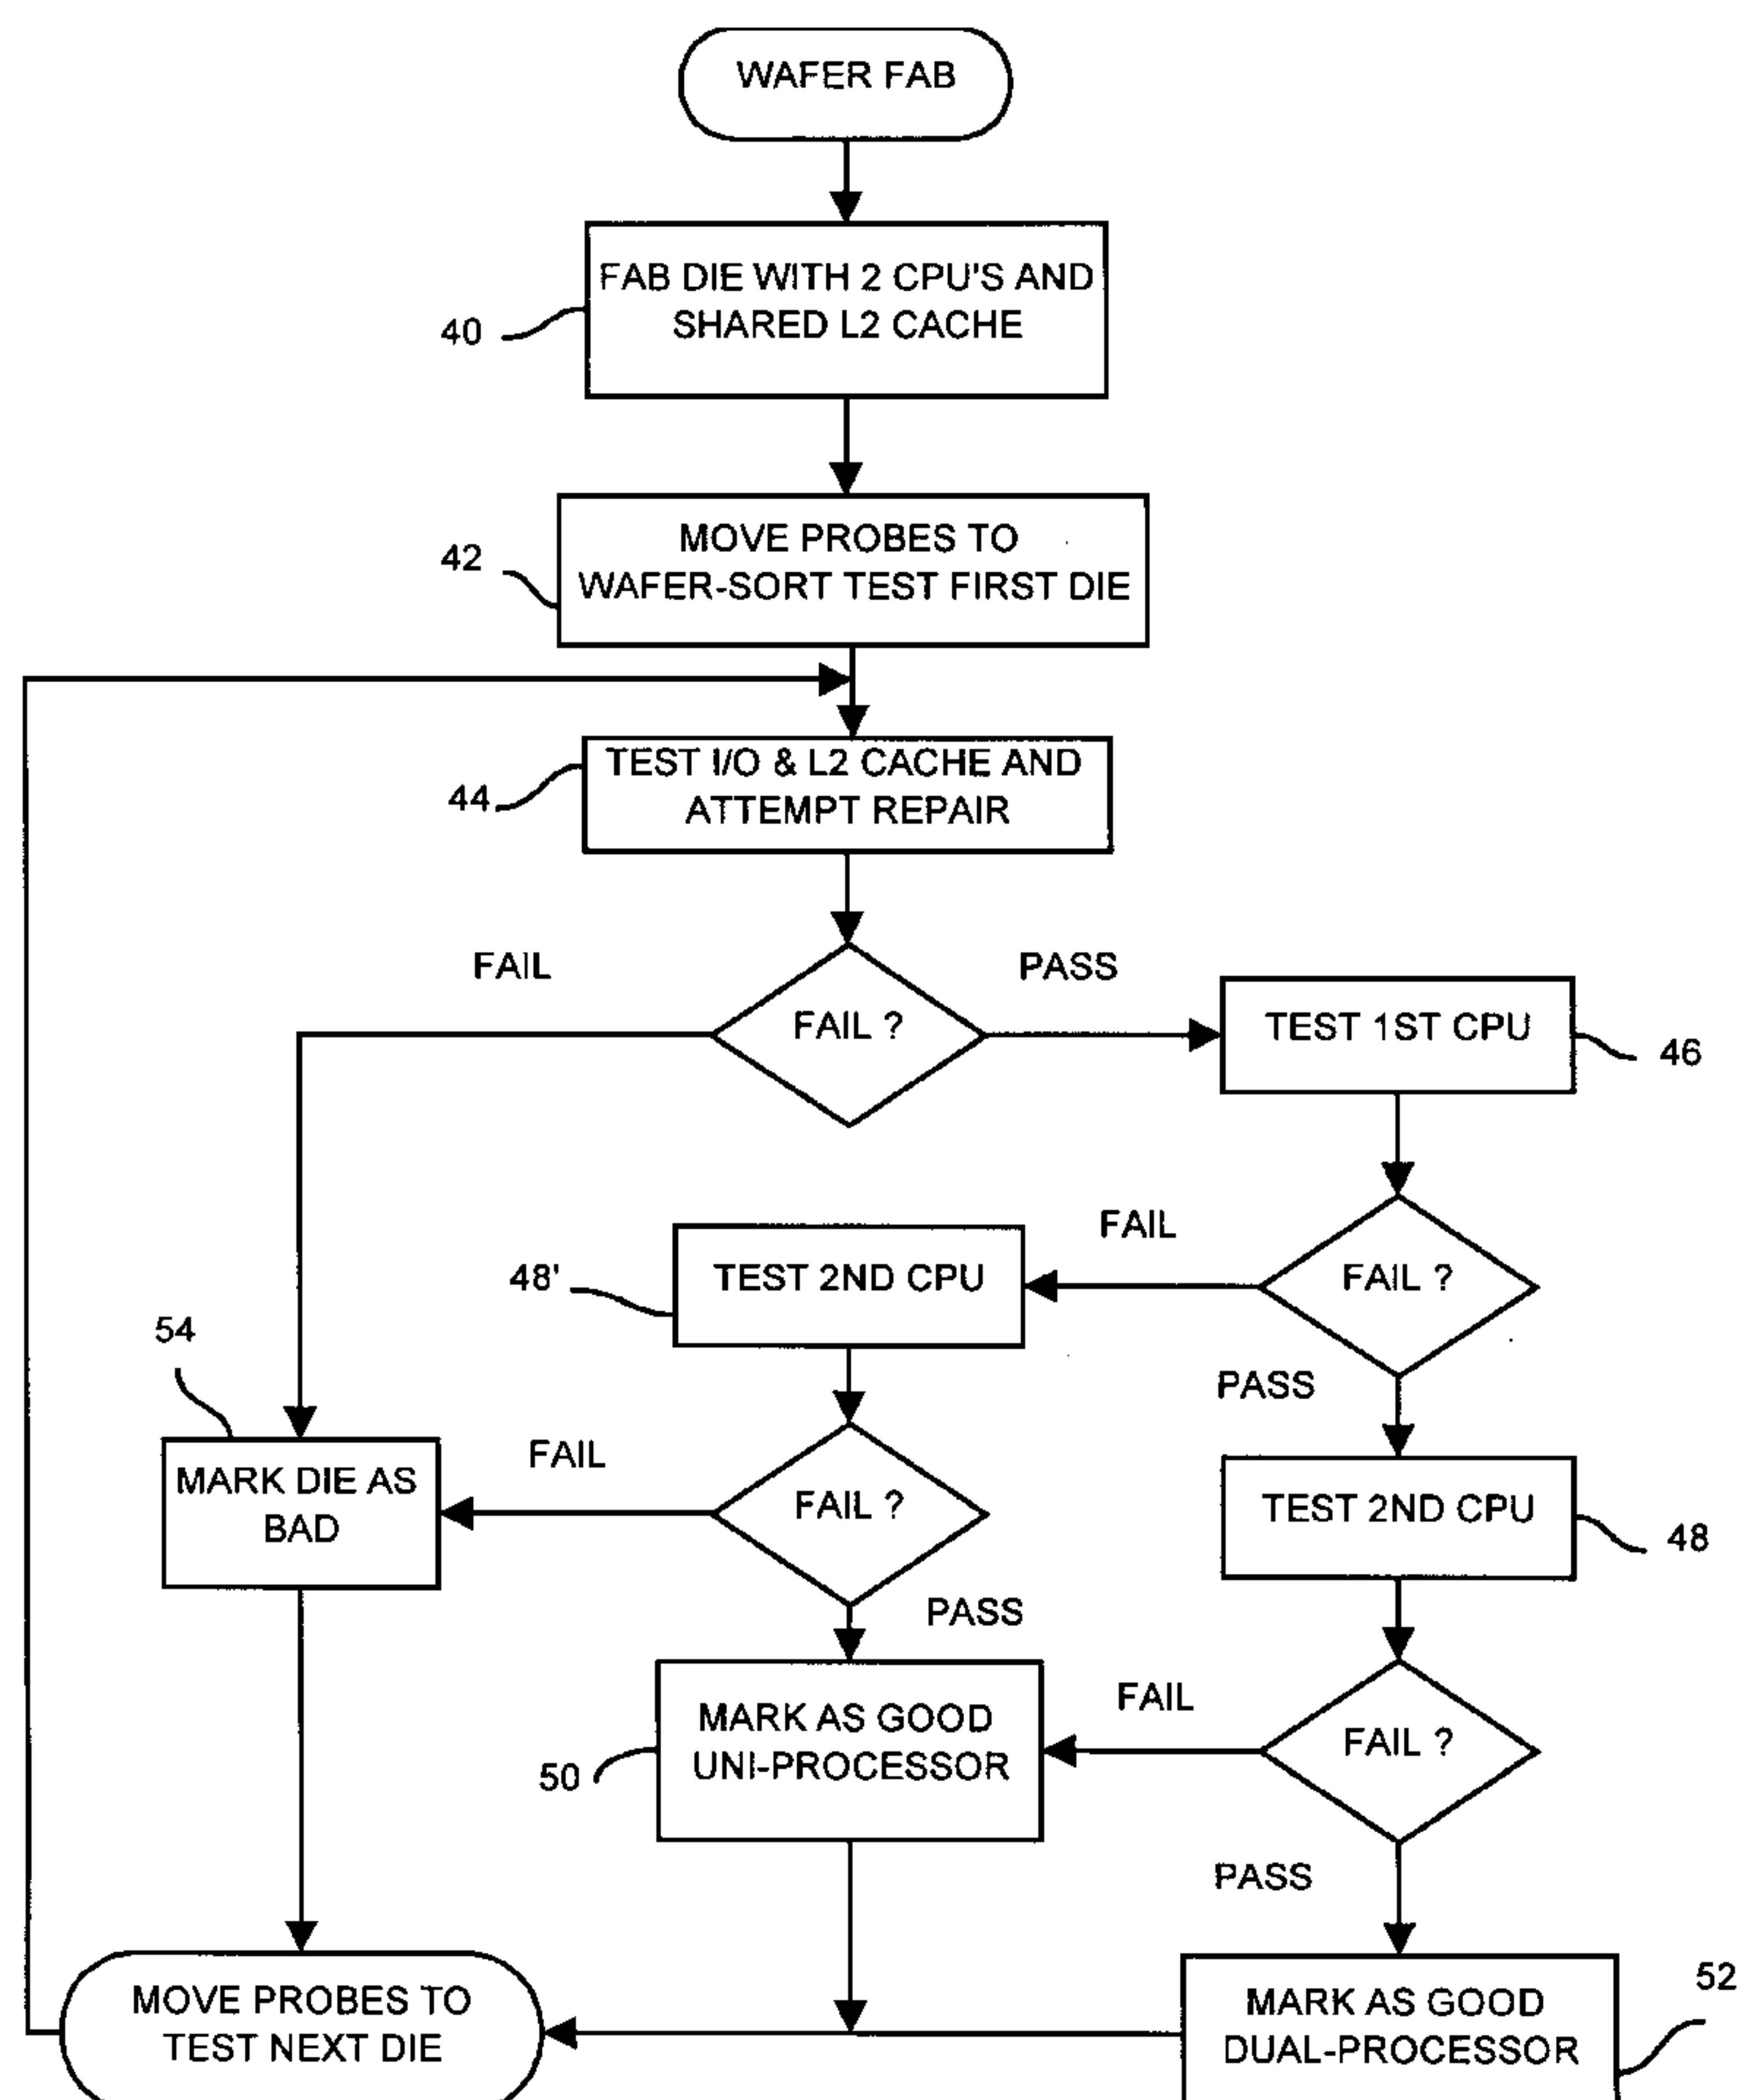 WAFER FAB
FAB DIE WITH 2 CPU'S AND
SHARED L2 CACHE
40
MOVE PROBES TO
WAFER-SORT TEST FIRST DIE
42
TEST I/O & L2 CACHE AND
ATTEMPT REPAIR
44
FAIL
PASS
FAIL ?
TEST 1ST CPU
46
FAIL
TEST 2ND CPU
48'
FAIL ?
54
PASS
MARK DIE AS
BAD
FAIL
FAIL ?
TEST 2ND CPU
48
PASS
MARK AS GOOD
UNI-PROCESSOR
50
FAIL
FAIL ?
PASS
MOVE PROBES TO
TEST NEXT DIE
MARK AS GOOD
DUAL-PROCESSOR
52